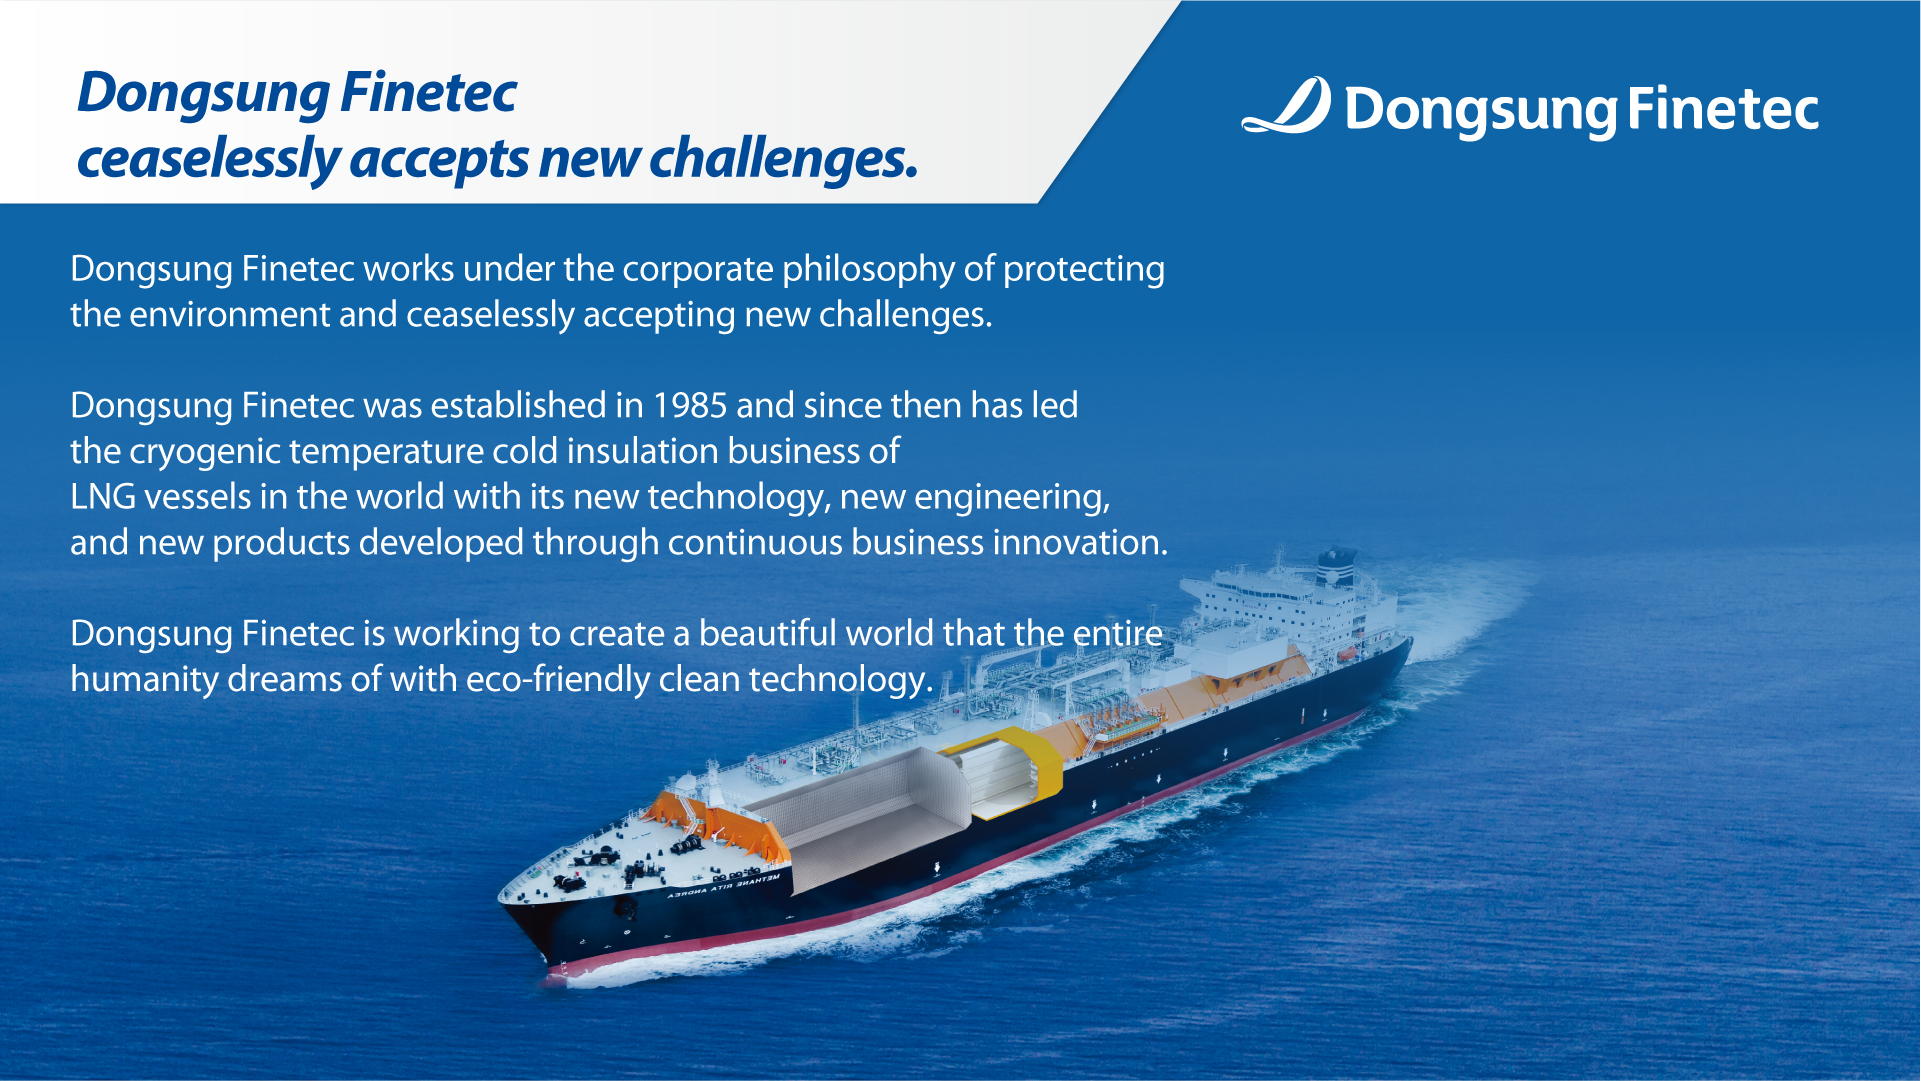 Dongsung Finetec
ceaselessly accepts new challenges.
Dongsung Finetec
Dongsung Finetec works under the corporate philosophy of protecting
the environment and ceaselessly accepting new challenges.
Dongsung Finetec was established in 1985 and since then has led
the cryogenic temperature cold insulation business of
LNG vessels in the world with its new technology, new engineering,
and new products developed through continuous business innovation.
Dongsung Finetec is working to create a beautiful world that the entire
humanity dreams of with eco-friendly clean technology.
METHANE RITA ANDREA